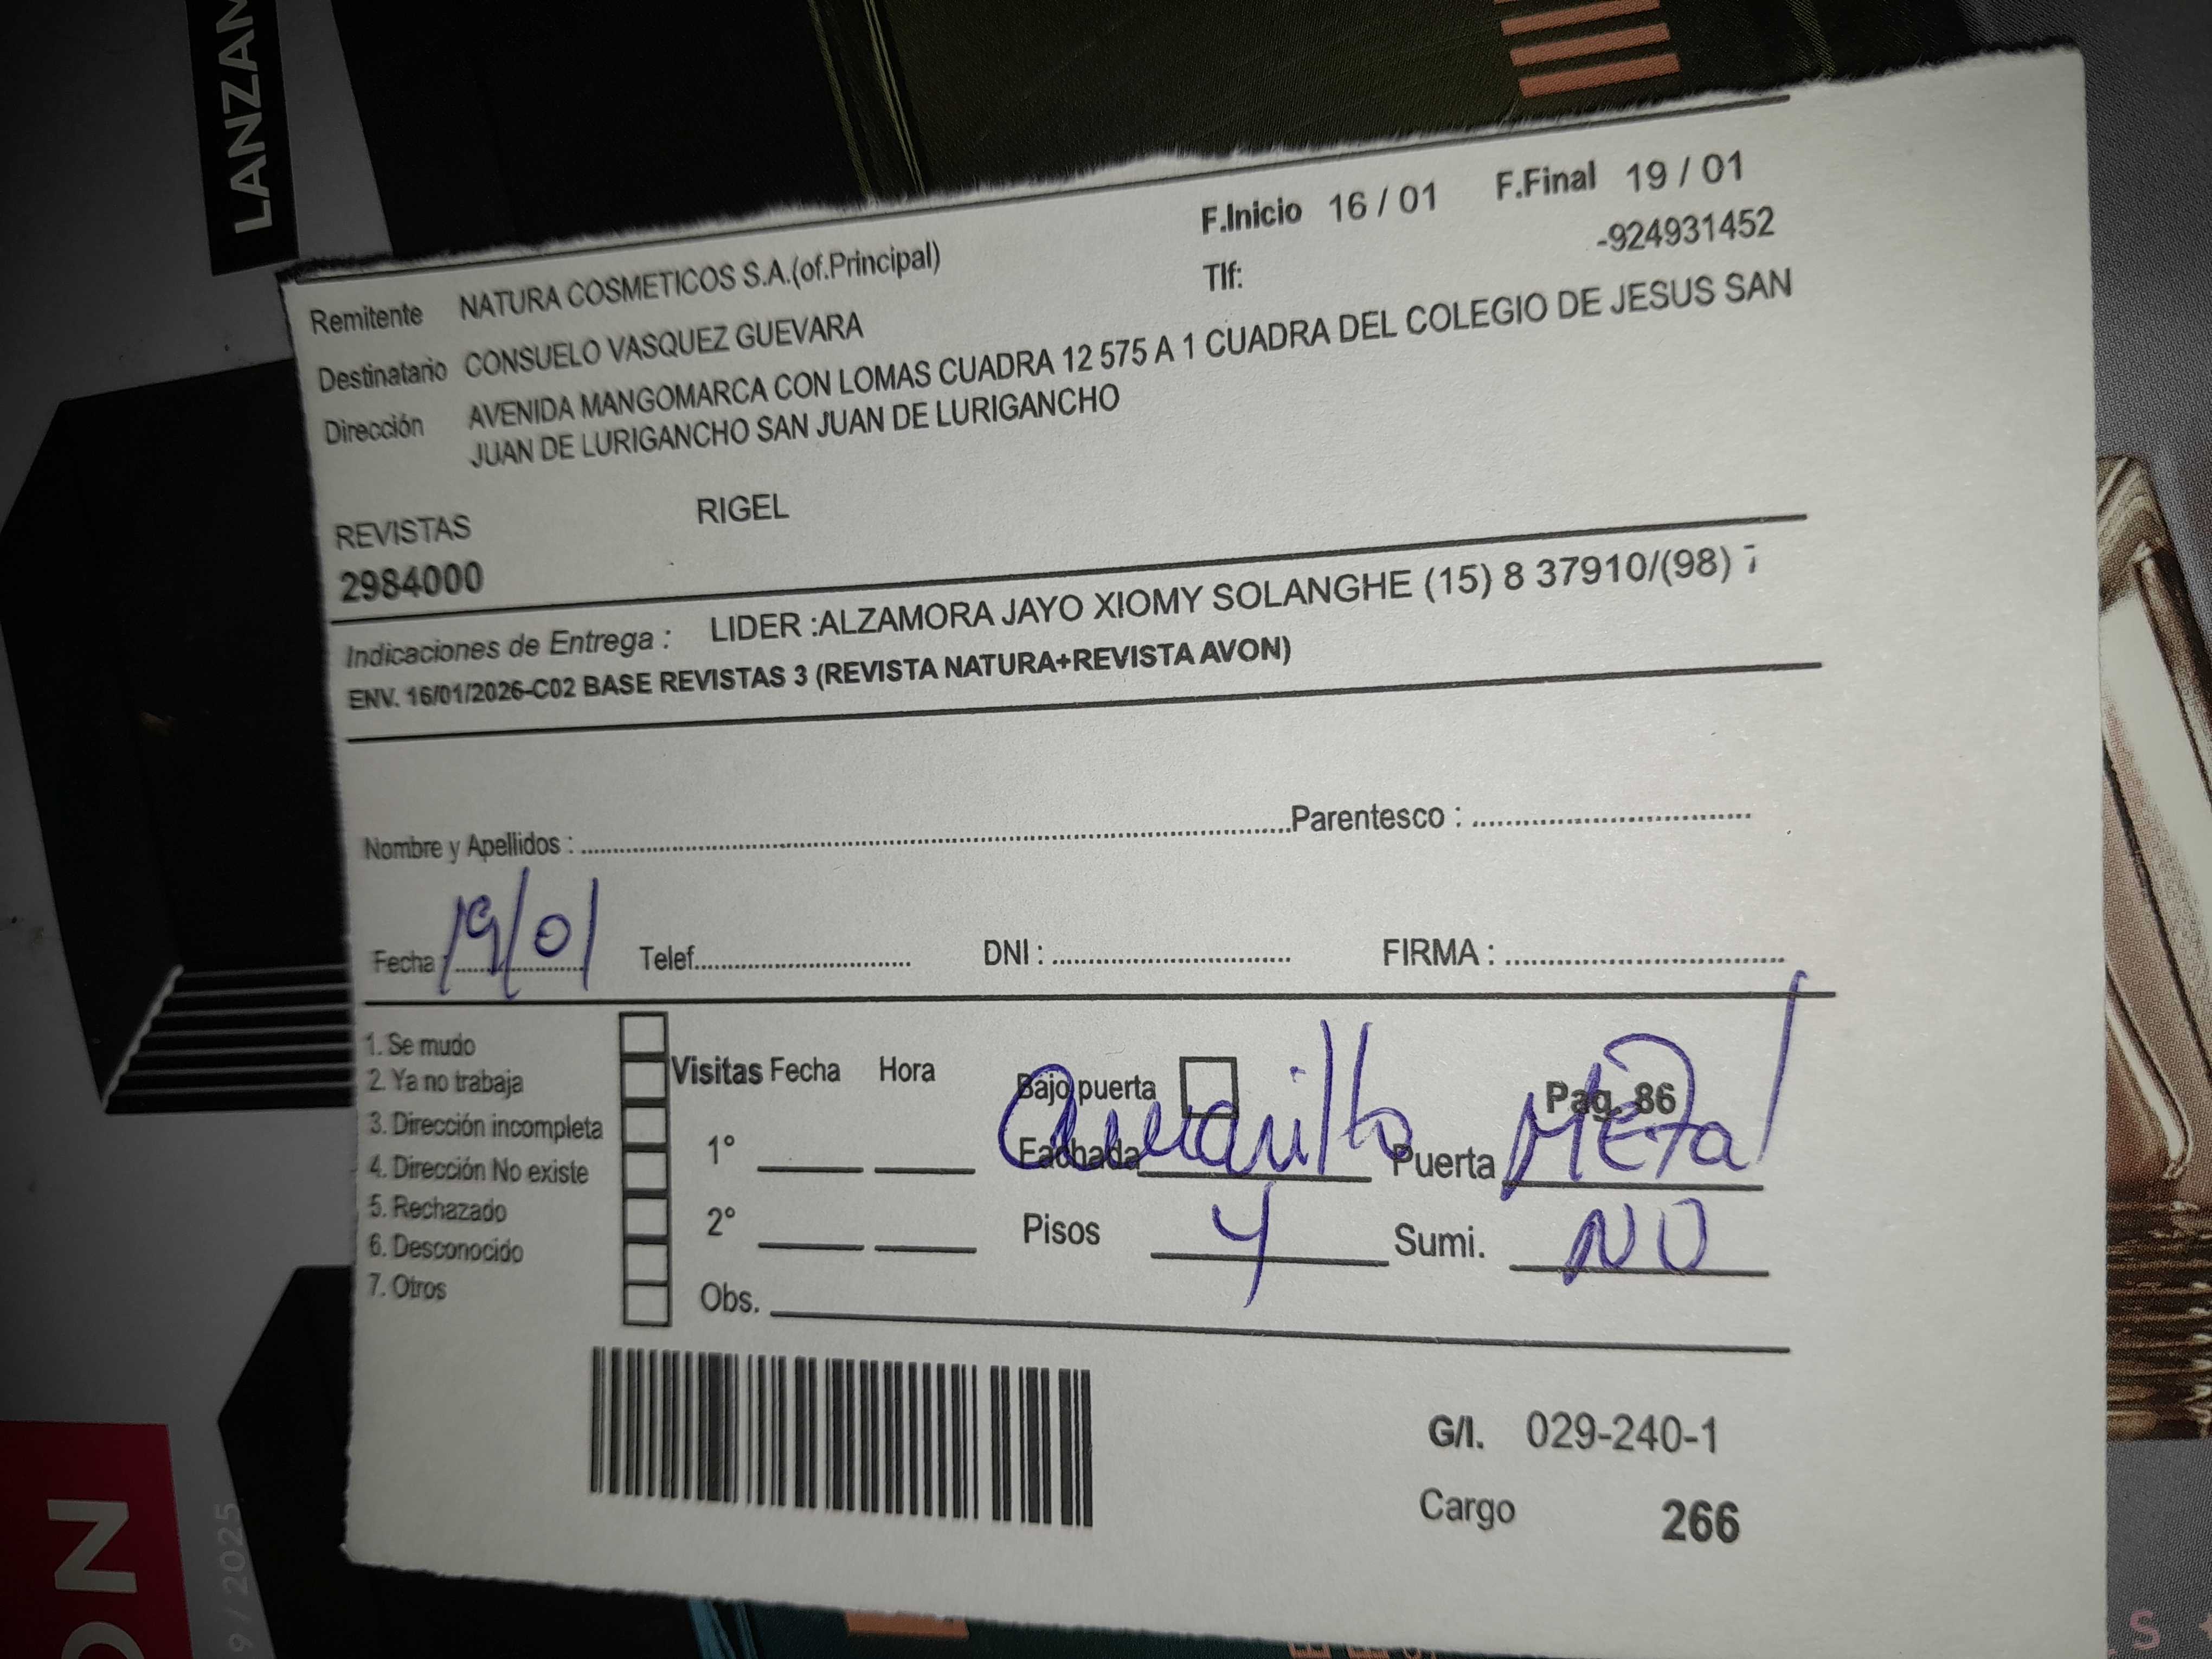 LANZAM
F.Inicio 16 / 01 F.Final 19 / 01
Remitente NATURA COSMETICOS S.A.(of.Principal) Tlf: -924931452
Destinatario CONSUELO VASQUEZ GUEVARA
Dirección AVENIDA MANGOMARCA CON LOMAS CUADRA 12 575 A 1 CUADRA DEL COLEGIO DE JESUS SAN
JUAN DE LURIGANCHO SAN JUAN DE LURIGANCHO
REVISTAS RIGEL
2984000
Indicaciones de Entrega : LIDER :ALZAMORA JAYO XIOMY SOLANGHE (15) 8 37910/(98)
ENV. 16/01/2026-C02 BASE REVISTAS 3 (REVISTA NATURA+REVISTA AVON)
Nombre y Apellidos : Parentesco :
Fecha : 19/01 Telef. DNI : FIRMA :
1. Se mudo
2. Ya no trabaja
3. Dirección incompleta
4. Dirección No existe
5. Rechazado
6. Desconocido
7. Otros
Visitas Fecha Hora Bajo puerta Pag. 86
1° Fachada Amarillo Puerta Metal
2° Pisos 4 Sumi. NO
Obs.
G/I. 029-240-1
Cargo 266
ON
9 / 2025